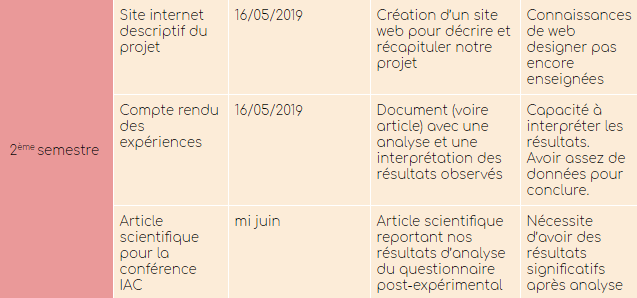 2ème semestre
Site internet
descriptif du
projet
16/05/2019
Création d'un site
web pour décrire et
récapituler notre
projet
Connaissances
de web
designer pas
encore
enseignées
Compte rendu
des
expériences
16/05/2019
Document (voire
article) avec une
analyse et une
interprétation des
résultats observés
Capacité à
interpréter les
résultats.
Avoir assez de
données pour
conclure.
Article
scientifique
pour la
conférence
IAC
mi juin
Article scientifique
reportant nos
résultats d'analyse
du questionnaire
post-expérimental
Nécessite
d'avoir des
résultats
significatifs
après analyse